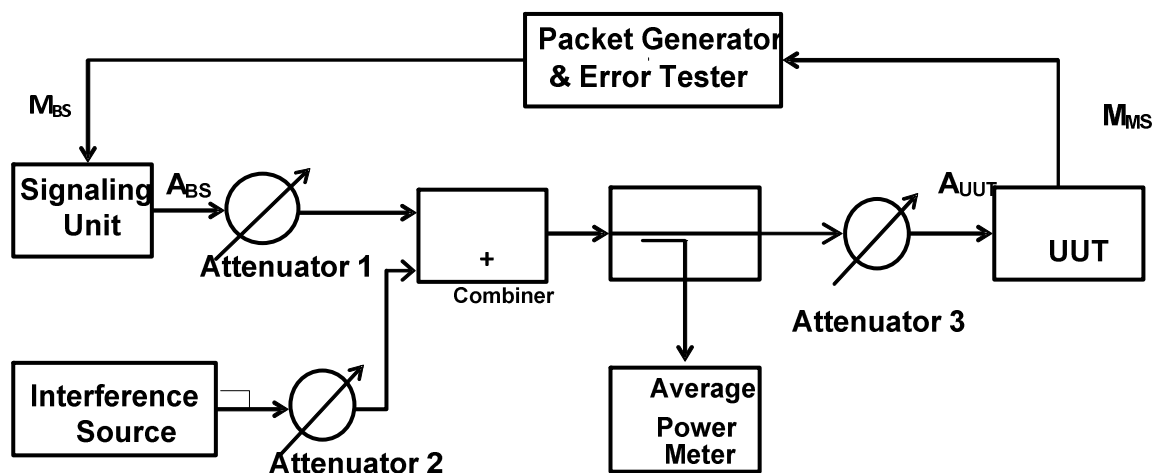 Packet Generator
& Error Tester
MBS
MMS
Signaling
Unit
ABS
Attenuator 1
+
Combiner
AUUT
UUT
Attenuator 3
Interference
Source
Attenuator 2
Average
Power
Meter